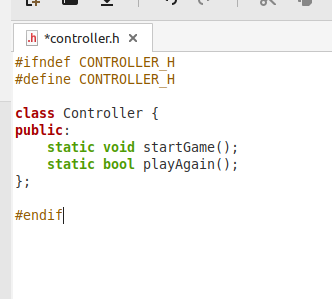 .h *controller.h ×
#ifndef CONTROLLER_H
#define CONTROLLER_H

class Controller {
public:
    static void startGame();
    static bool playAgain();
};

#endif